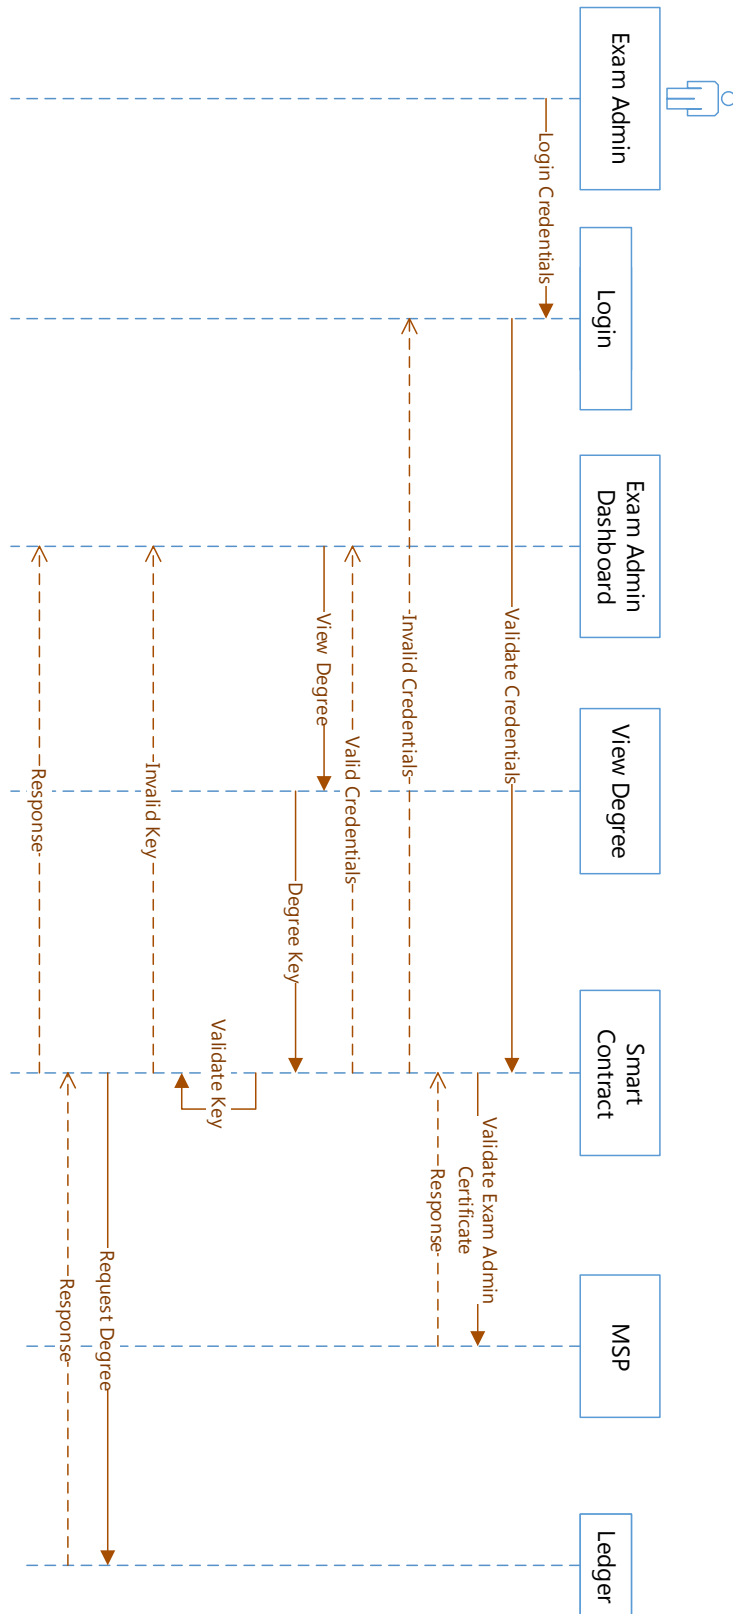 Exam Admin
Login
Exam Admin
Dashboard
View Degree
Smart
Contract
MSP
Ledger
Login Credentials
Validate Credentials
Validate Exam Admin
Certificate
Response
Invalid Credentials
Valid Credentials
View Degree
Degree Key
Validate Key
Invalid Key
Request Degree
Response
Response